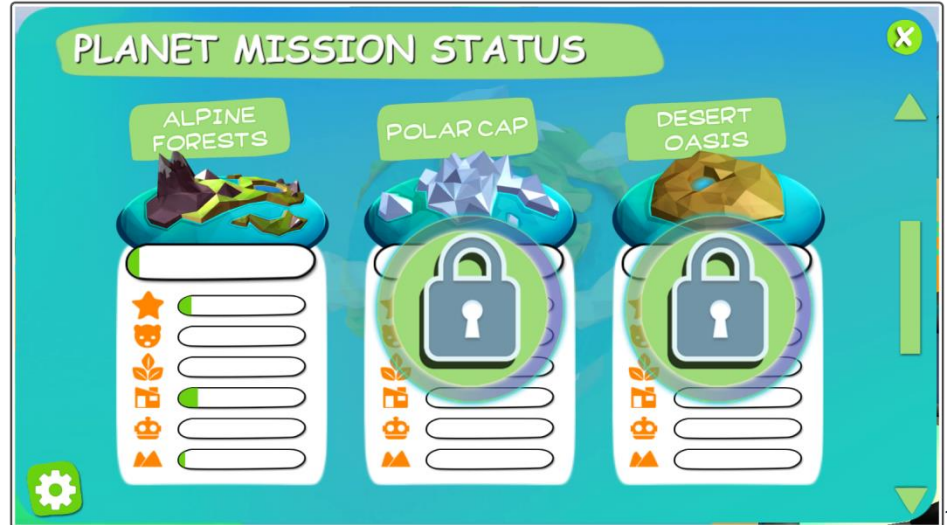 PLANET MISSION STATUS
ALPINE
FORESTS
POLAR CAP
DESERT
OASIS